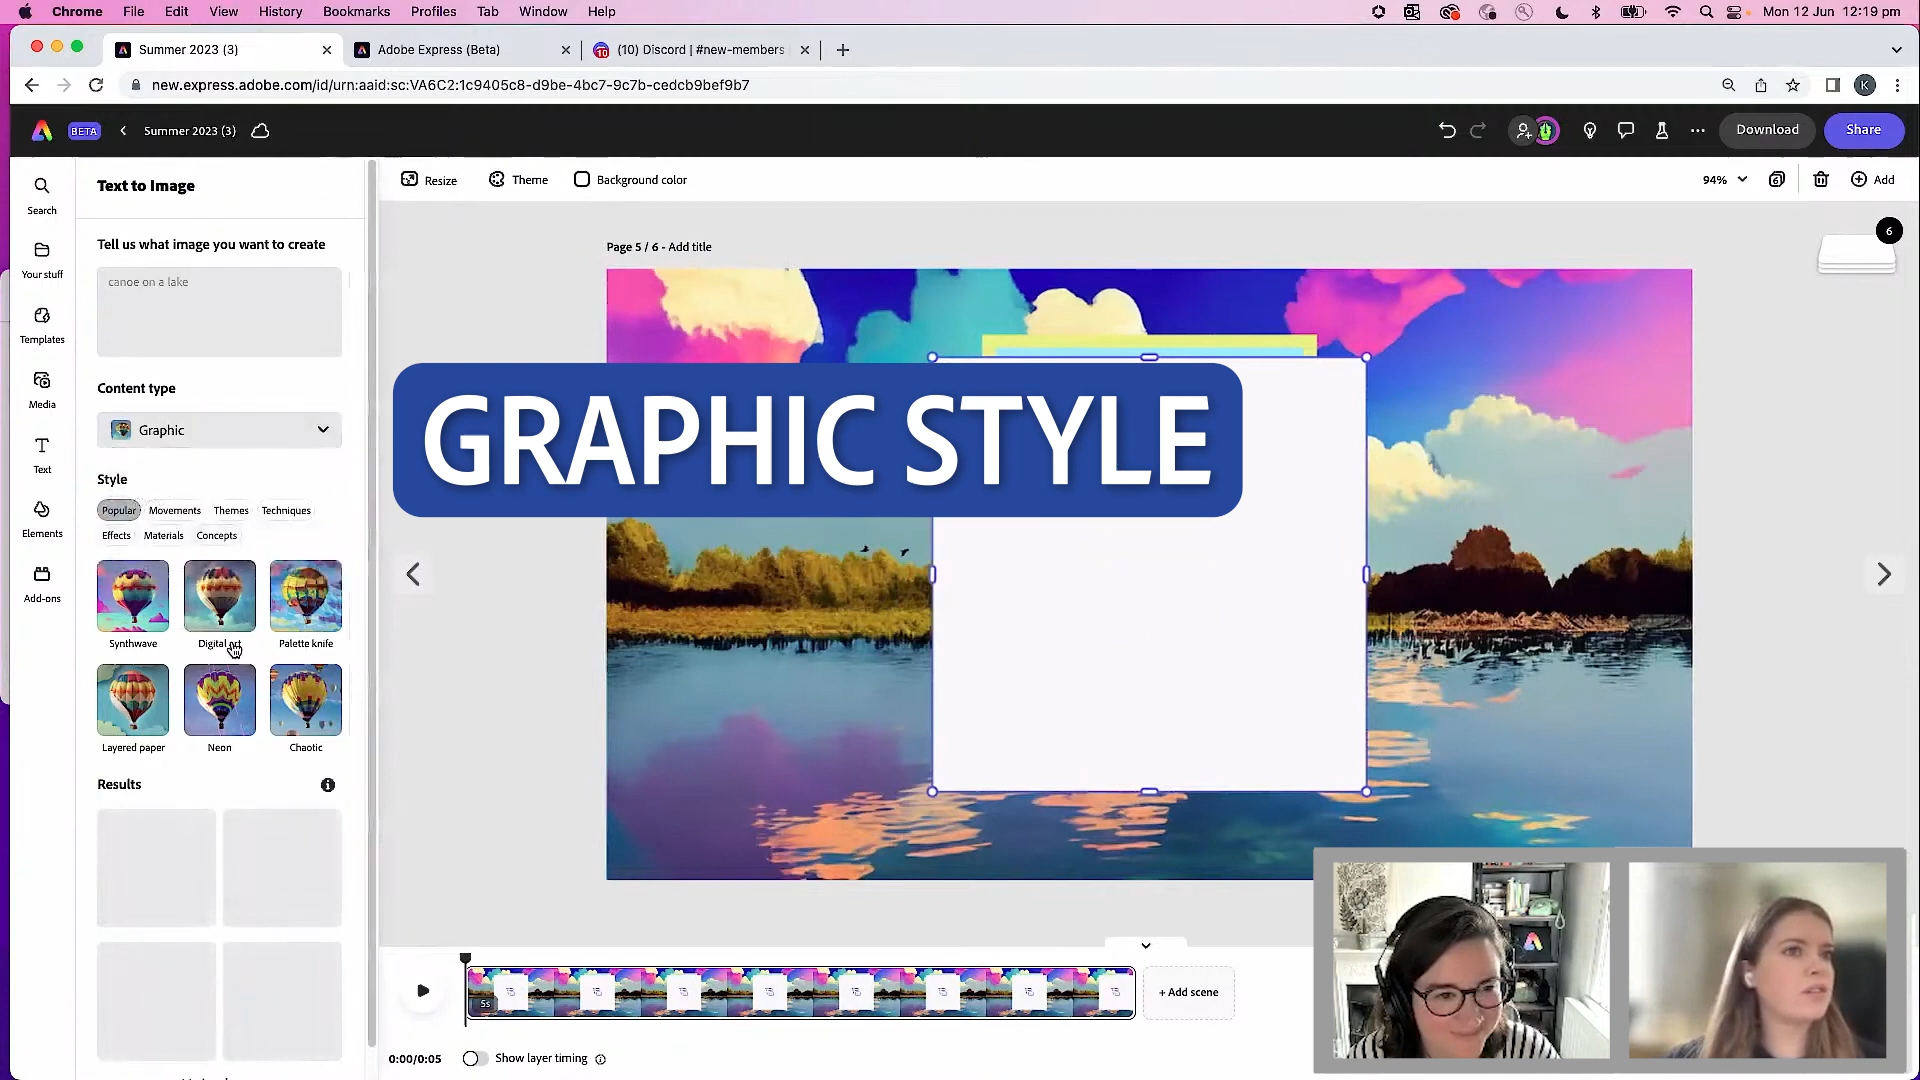 Chrome File Edit View History Bookmarks Profiles Tab Window Help Mon 12 Jun 12:19 pm
Summer 2023 (3) Adobe Express (Beta) (10) Discord | #new-members
new.express.adobe.com/id/urn:aaid:sc:VA6C2:1c9405c8-d9be-4bc7-9c7b-cedcb9bef9b7 K
BETA Summer 2023 (3) Download Share
Text to Image
Resize Theme Background color 94% 6 Add
Search
Your stuff
Templates
Media
Text
Elements
Add-ons
Tell us what image you want to create
canoe on a lake
Content type
Graphic
Style
Popular Movements Themes Techniques
Effects Materials Concepts
Synthwave Digital art Palette knife
Layered paper Neon Chaotic
Results
Page 5 / 6 - Add title
6
GRAPHIC STYLE
5s
+ Add scene
0:00/0:05 Show layer timing